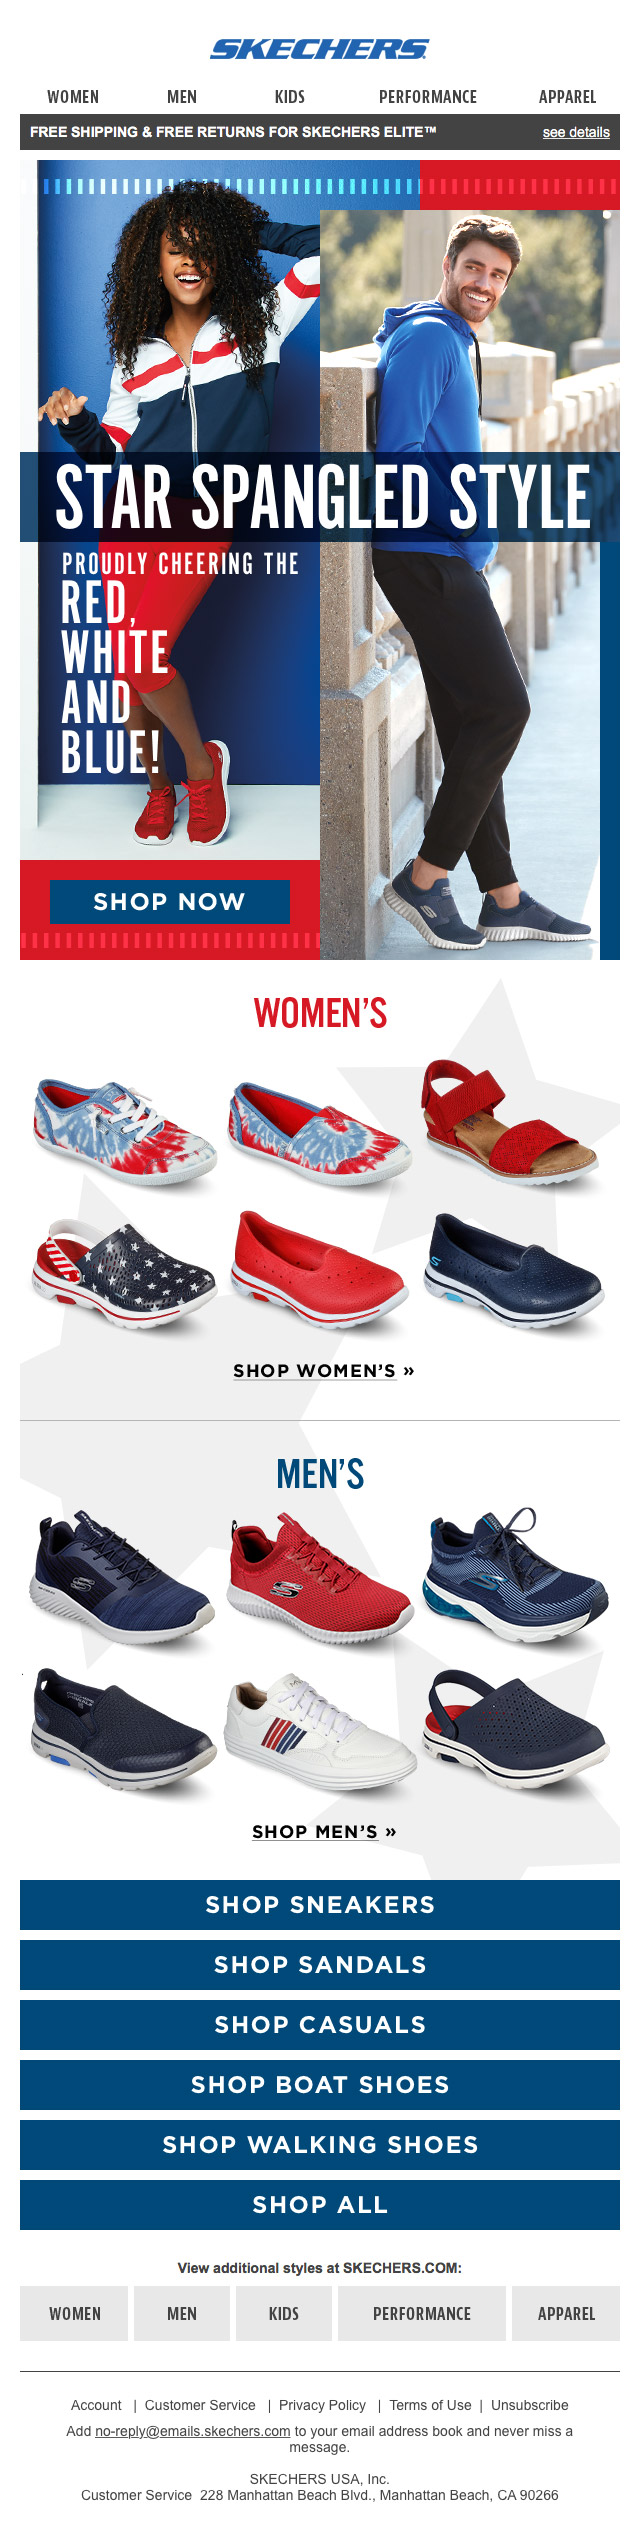 SKECHERS
WOMEN MEN KIDS PERFORMANCE APPAREL
FREE SHIPPING & FREE RETURNS FOR SKECHERS ELITE™ see details
STAR SPANGLED STYLE
PROUDLY CHEERING THE
RED,
WHITE
AND
BLUE!
SHOP NOW
WOMEN'S
SHOP WOMEN'S »
MEN'S
SHOP MEN'S »
SHOP SNEAKERS
SHOP SANDALS
SHOP CASUALS
SHOP BOAT SHOES
SHOP WALKING SHOES
SHOP ALL
View additional styles at SKECHERS.COM:
WOMEN MEN KIDS PERFORMANCE APPAREL
Account | Customer Service | Privacy Policy | Terms of Use | Unsubscribe
Add no-reply@emails.skechers.com to your email address book and never miss a
message.
SKECHERS USA, Inc.
Customer Service 228 Manhattan Beach Blvd., Manhattan Beach, CA 90266